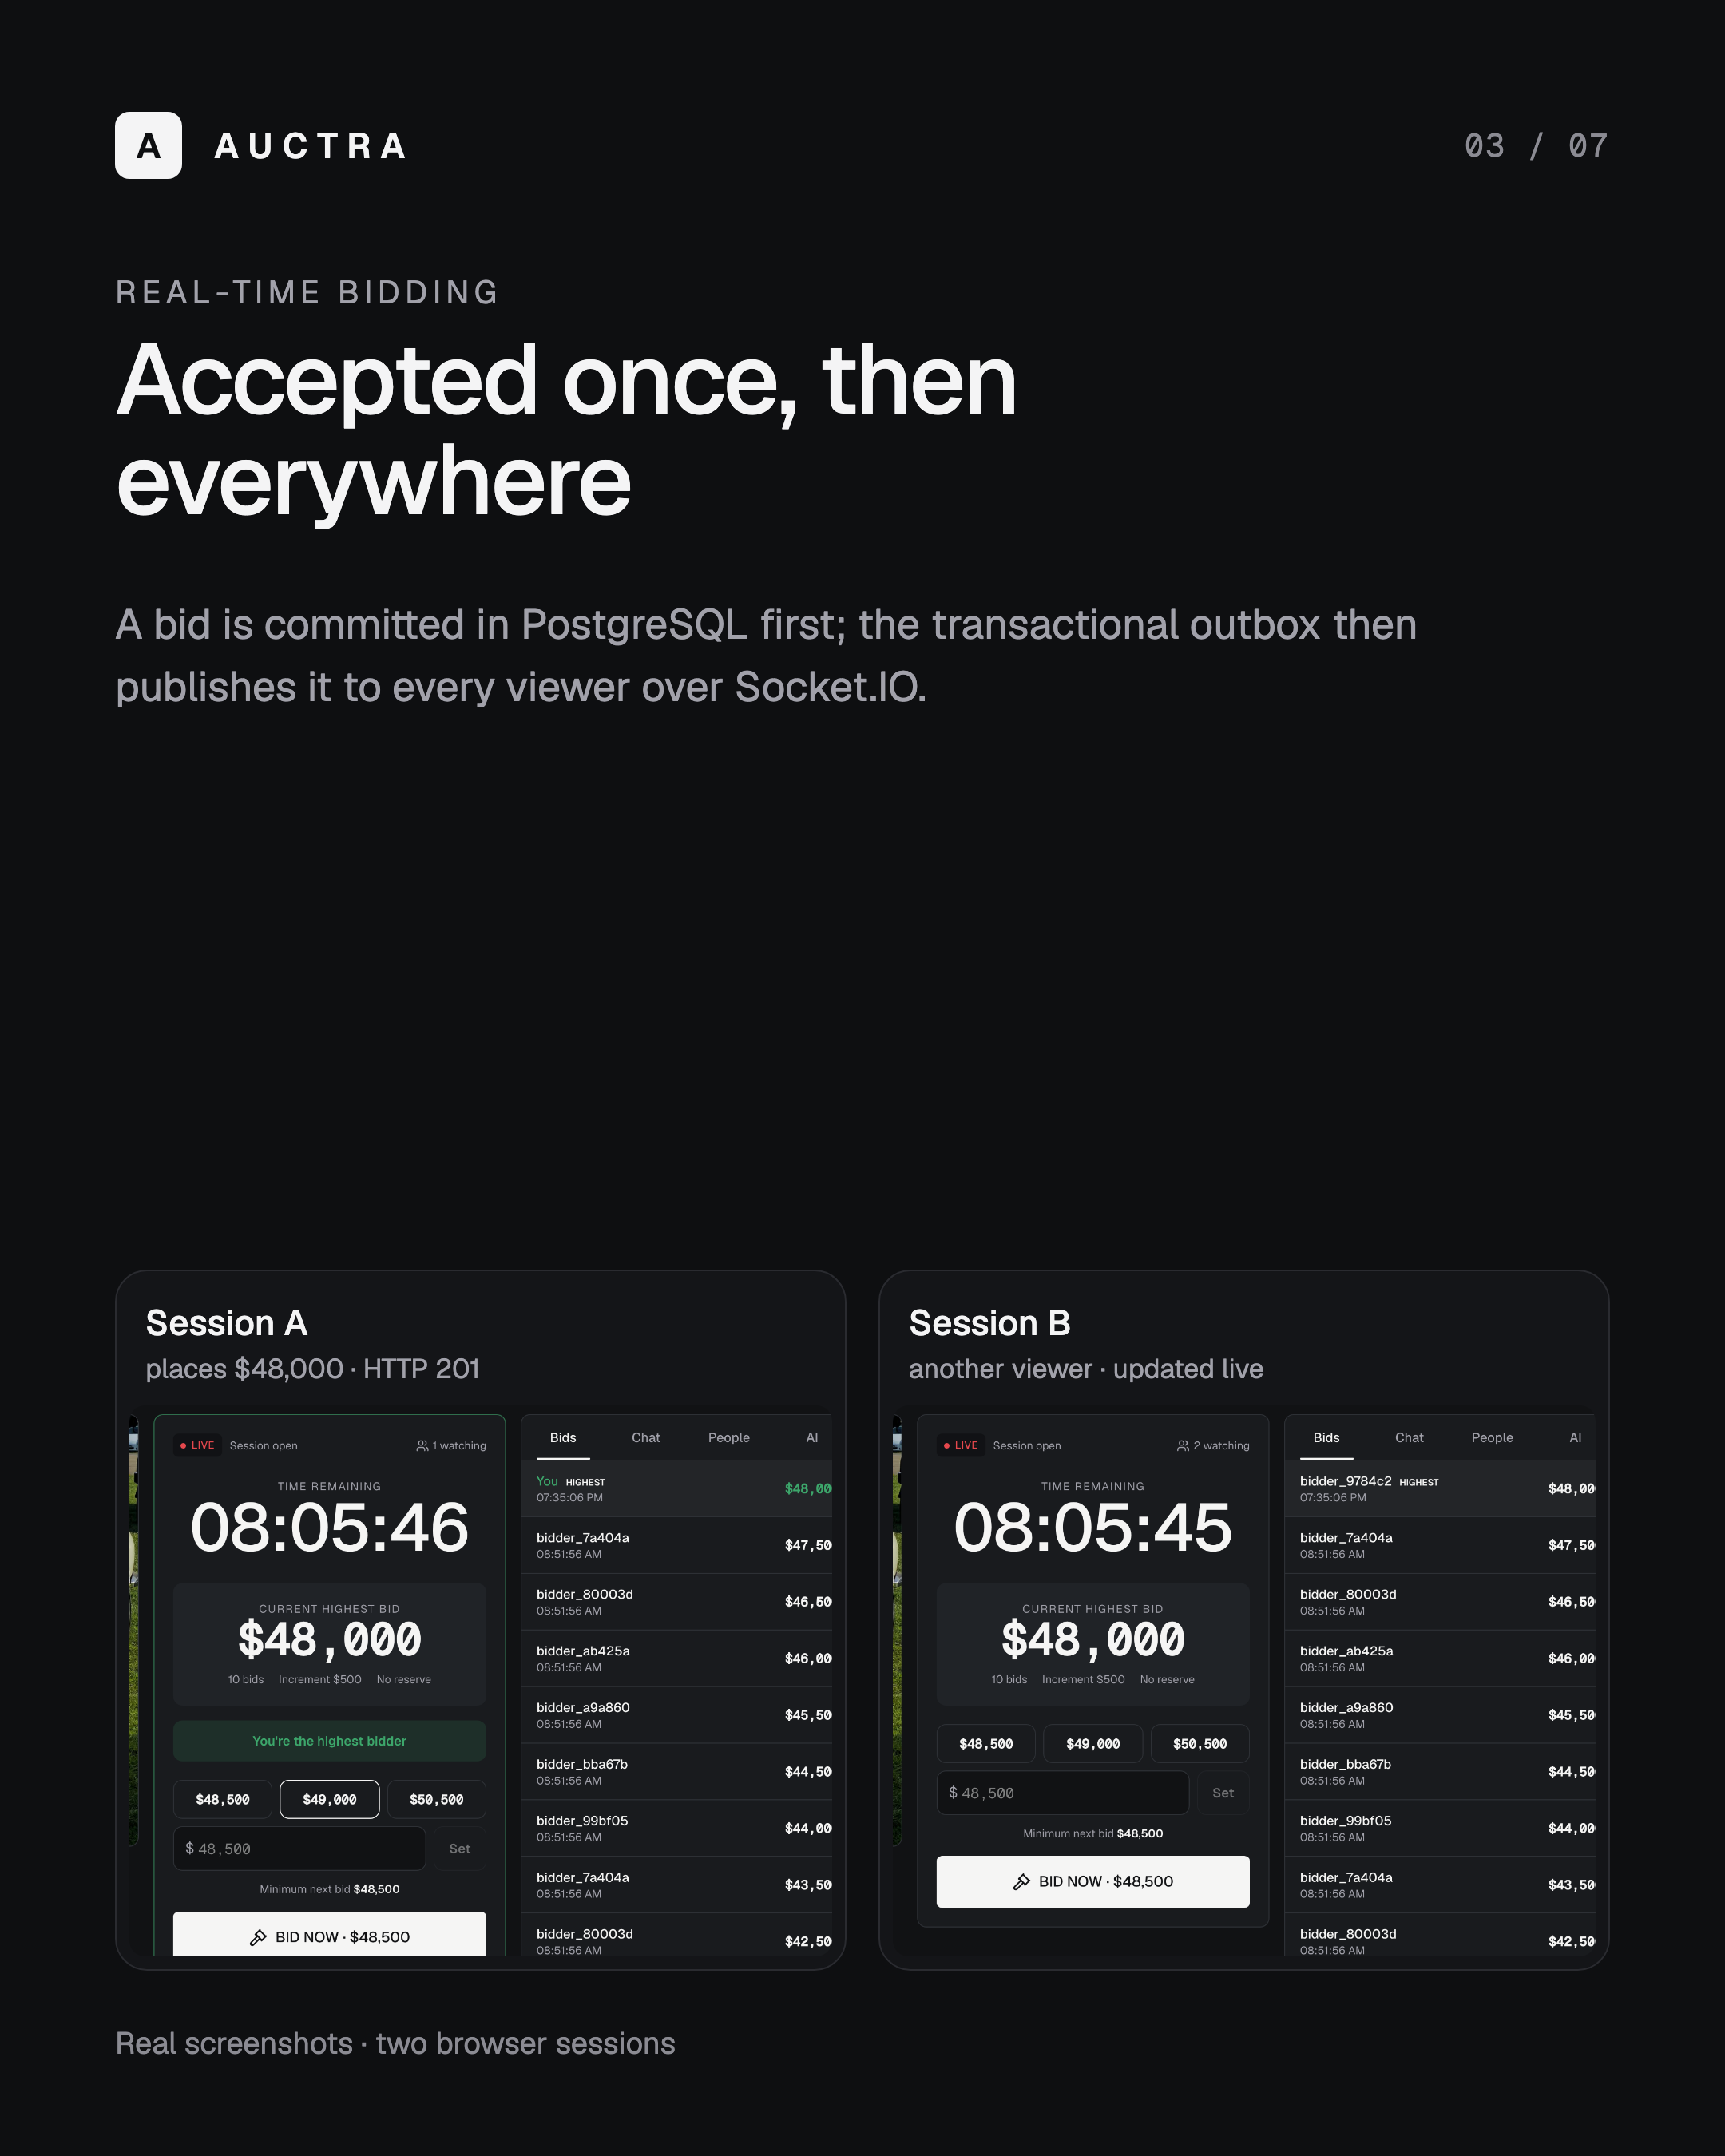 A AUCTRA
03 / 07
REAL-TIME BIDDING
Accepted once, then
everywhere
A bid is committed in PostgreSQL first; the transactional outbox then
publishes it to every viewer over Socket.IO.
Session A
places $48,000 · HTTP 201
LIVE Session open 1 watching
TIME REMAINING
08:05:46
CURRENT HIGHEST BID
$48,000
10 bids Increment $500 No reserve
You're the highest bidder
$48,500 $49,000 $50,500
$ 48,500 Set
Minimum next bid $48,500
BID NOW · $48,500
Bids Chat People AI
You HIGHEST $48,00
07:35:06 PM
bidder_7a404a $47,50
08:51:56 AM
bidder_80003d $46,50
08:51:56 AM
bidder_ab425a $46,00
08:51:56 AM
bidder_a9a860 $45,50
08:51:56 AM
bidder_bba67b $44,50
08:51:56 AM
bidder_99bf05 $44,00
08:51:56 AM
bidder_7a404a $43,50
08:51:56 AM
bidder_80003d $42,50
08:51:56 AM
Session B
another viewer · updated live
LIVE Session open 2 watching
TIME REMAINING
08:05:45
CURRENT HIGHEST BID
$48,000
10 bids Increment $500 No reserve
$48,500 $49,000 $50,500
$ 48,500 Set
Minimum next bid $48,500
BID NOW · $48,500
Bids Chat People AI
bidder_9784c2 HIGHEST $48,00
07:35:06 PM
bidder_7a404a $47,50
08:51:56 AM
bidder_80003d $46,50
08:51:56 AM
bidder_ab425a $46,00
08:51:56 AM
bidder_a9a860 $45,50
08:51:56 AM
bidder_bba67b $44,50
08:51:56 AM
bidder_99bf05 $44,00
08:51:56 AM
bidder_7a404a $43,50
08:51:56 AM
bidder_80003d $42,50
08:51:56 AM
Real screenshots · two browser sessions